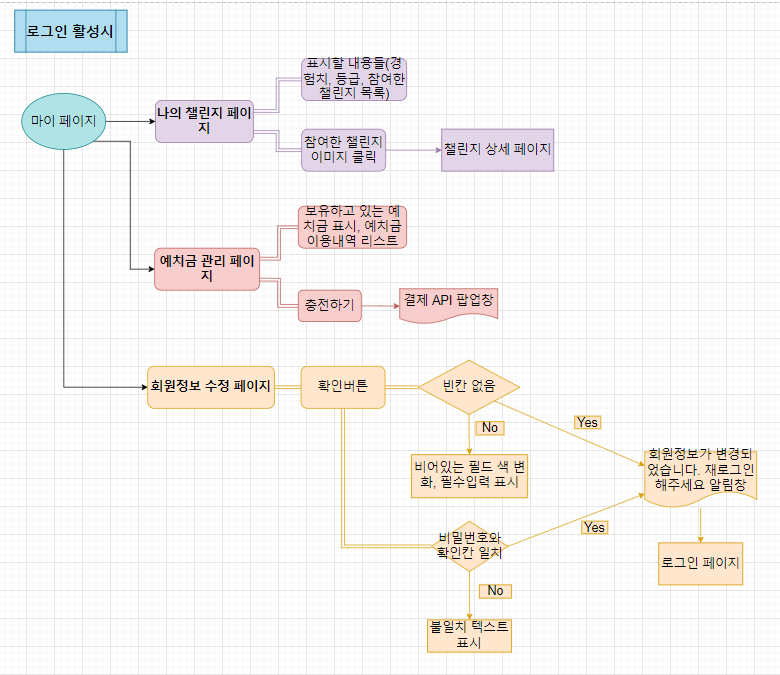 로그인 활성시
표시할 내용들(경
험치, 등급, 참여한
챌린지 목록)
마이 페이지
나의 챌린지 페이
지
참여한 챌린지
이미지 클릭
챌린지 상세 페이지
보유하고 있는 예
치금 표시, 예치금
이용내역 리스트
예치금 관리 페이
지
충전하기
결제 API 팝업창
회원정보 수정 페이지
확인버튼
빈칸 없음
Yes
No
비어있는 필드 색 변
화, 필수입력 표시
회원정보가 변경되
었습니다. 재로그인
해주세요 알림창
비밀번호와
확인칸 일치
Yes
로그인 페이지
No
불일치 텍스트
표시